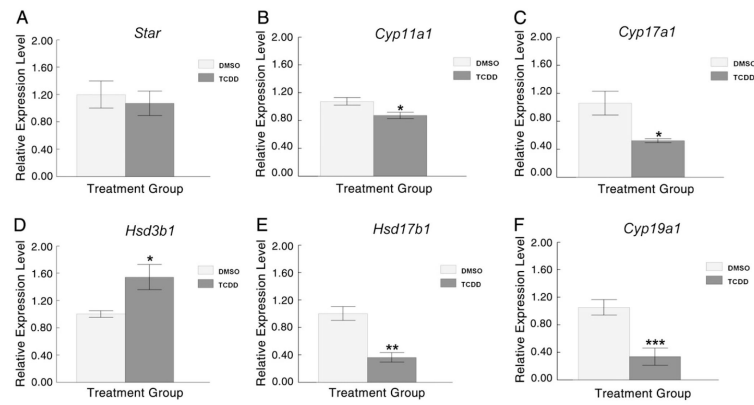 A
Star
Relative Expression Level
2.00
1.60
1.20
0.80
0.40
0.00
DMSO
TCDD
Treatment Group
B
Cyp11a1
Relative Expression Level
2.00
1.60
1.20
0.80
0.40
0.00
*
DMSO
TCDD
Treatment Group
C
Cyp17a1
Relative Expression Level
2.00
1.60
1.20
0.80
0.40
0.00
*
DMSO
TCDD
Treatment Group
D
Hsd3b1
Relative Expression Level
2.00
1.60
1.20
0.80
0.40
0.00
*
DMSO
TCDD
Treatment Group
E
Hsd17b1
Relative Expression Level
2.00
1.60
1.20
0.80
0.40
0.00
**
DMSO
TCDD
Treatment Group
F
Cyp19a1
Relative Expression Level
2.00
1.60
1.20
0.80
0.40
0.00
***
DMSO
TCDD
Treatment Group